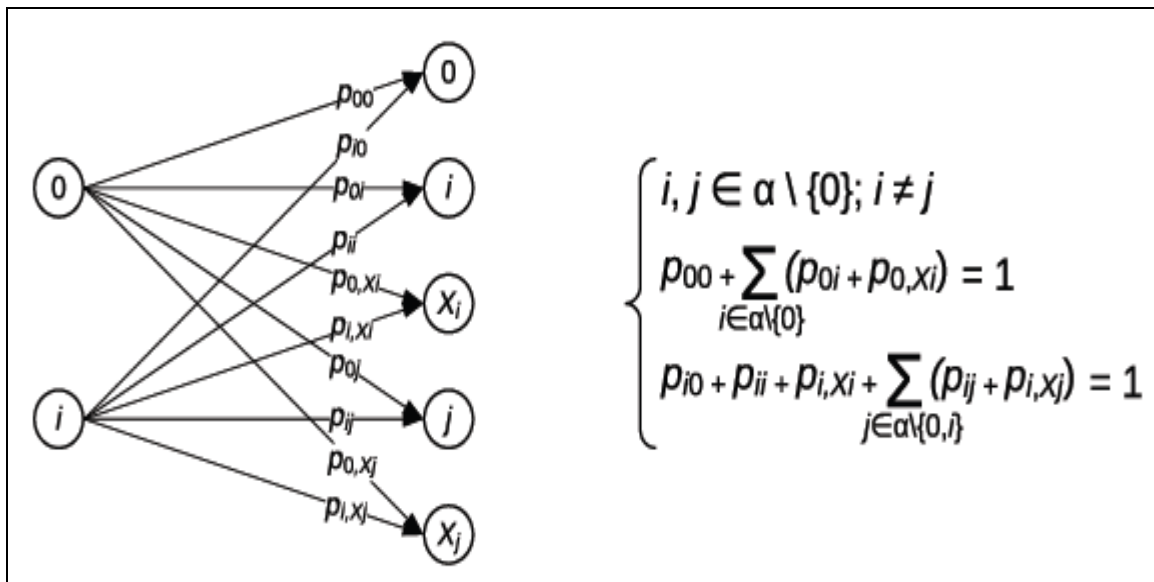 0
p00
pi0
0
p0i
i
pii
p0,Xi
Xi
pi,Xi
p0j
i
pij
j
p0,Xj
pi,Xj
Xj
i, j ∈ α \ {0}; i ≠ j
p00 + ∑ (p0i + p0,Xi) = 1
i∈α\{0}
pi0 + pii + pi,Xi + ∑ (pij + pi,Xj) = 1
j∈α\{0,i}